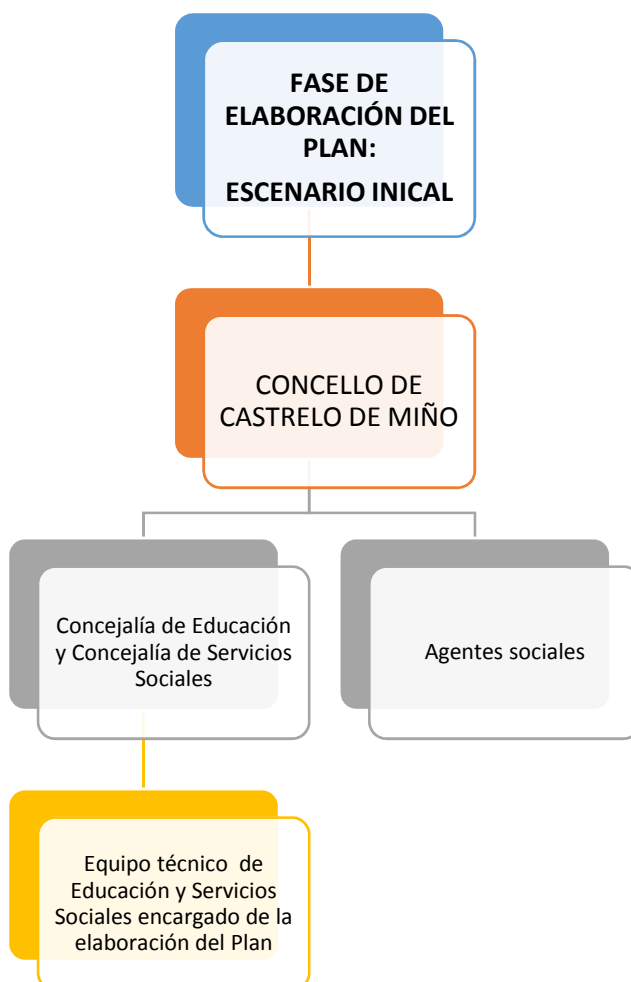 FASE DE
ELABORACIÓN DEL
PLAN:
ESCENARIO INICAL
CONCELLO DE
CASTRELO DE MIÑO
Concejalía de Educación
y Concejalía de Servicios
Sociales
Agentes sociales
Equipo técnico de
Educación y Servicios
Sociales encargado de la
elaboración del Plan